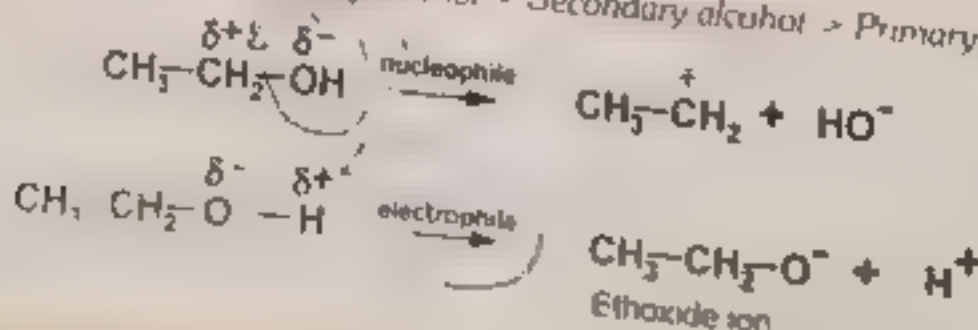 Secondary alcohol > Primary
δ+ δ-
CH3–CH2–OH nucleophile → CH3–CH2 + HO-
+
δ- δ+
CH3 CH2–O – H electrophile → CH3–CH2–O- + H+
Ethoxide ion